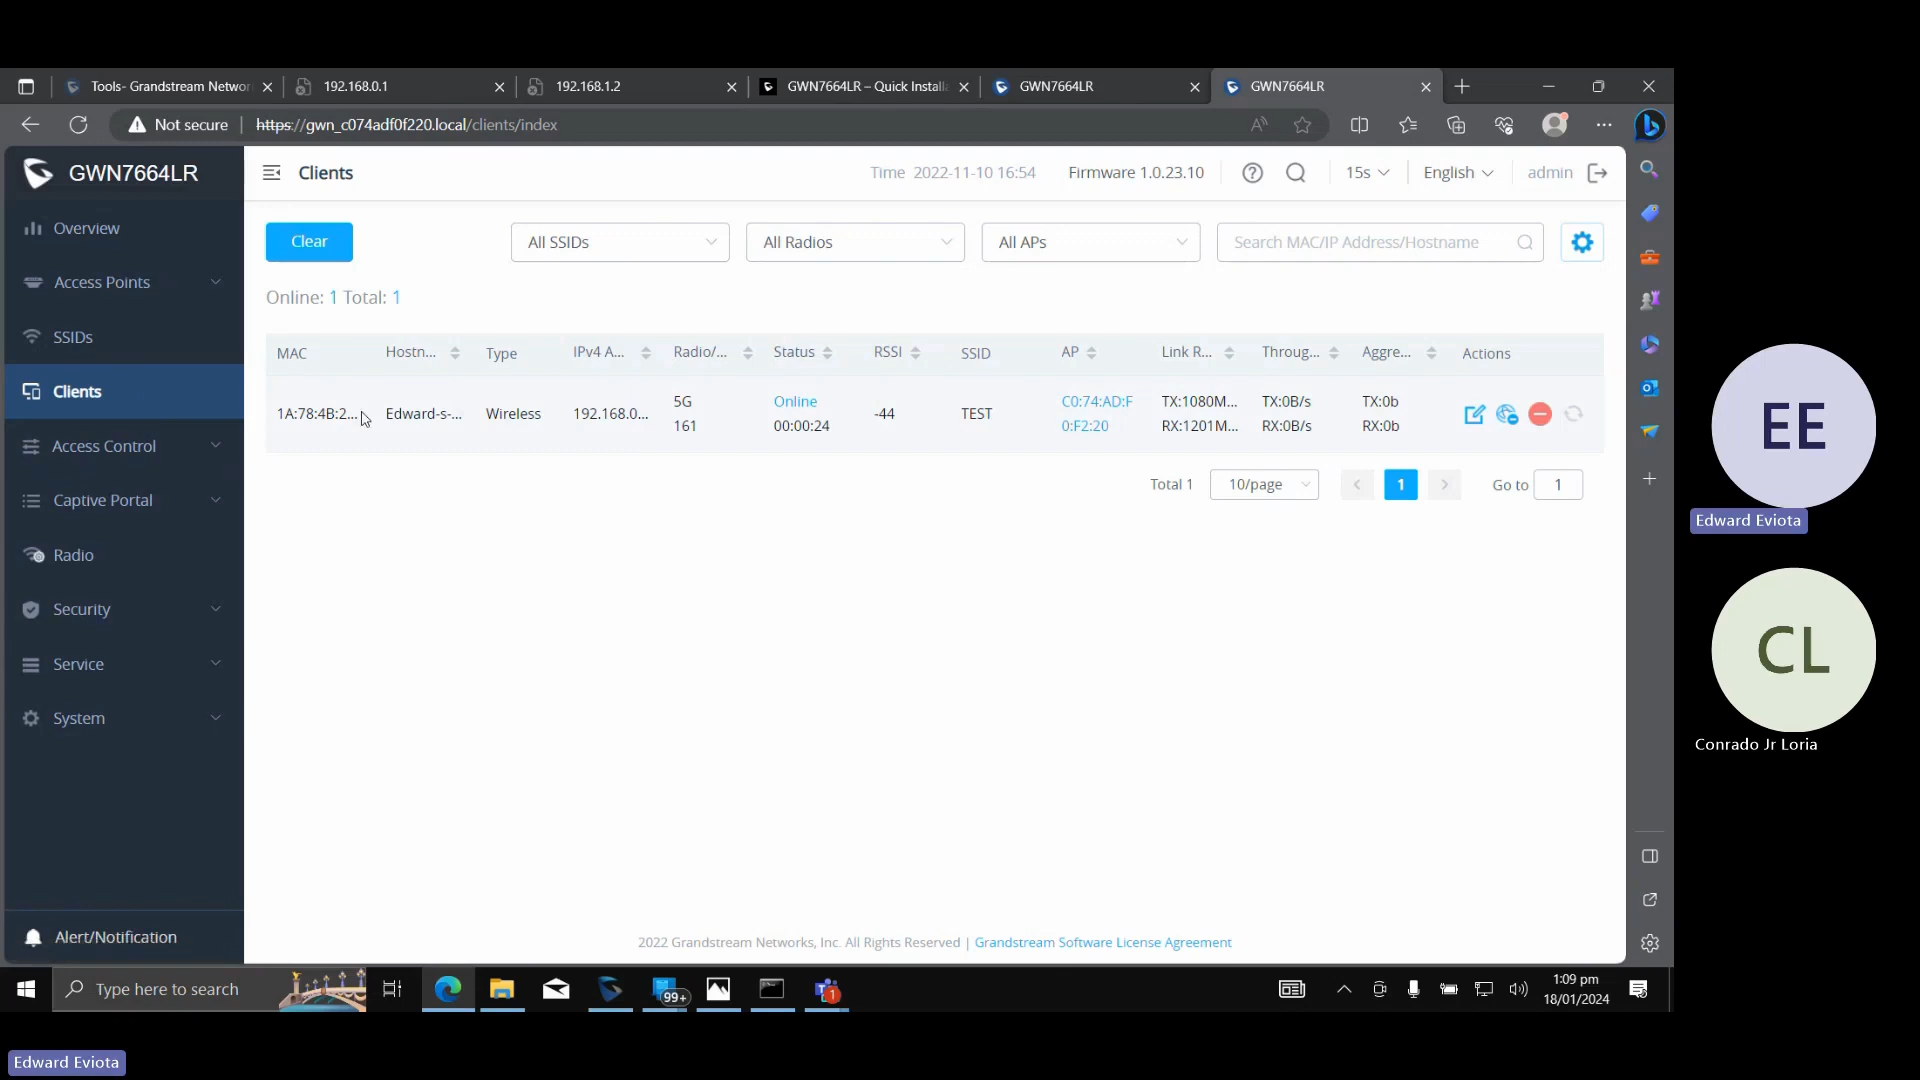 Tools- Grandstream Networ
192.168.0.1
192.168.1.2
GWN7664LR – Quick Install
GWN7664LR
GWN7664LR
Not secure
https://gwn_c074adf0f220.local/clients/index
GWN7664LR
Clients
Time 2022-11-10 16:54
Firmware 1.0.23.10
15s
English
admin
Overview
Access Points
SSIDs
Clients
Access Control
Captive Portal
Radio
Security
Service
System
Alert/Notification
Clear
All SSIDs
All Radios
All APs
Search MAC/IP Address/Hostname
Online: 1 Total: 1
MAC Hostn... Type IPv4 A... Radio/... Status RSSI SSID AP Link R... Throug... Aggre... Actions
1A:78:4B:2... Edward-s-... Wireless 192.168.0... 5G Online -44 TEST C0:74:AD:F TX:1080M... TX:0B/s TX:0b
161 00:00:24 0:F2:20 RX:1201M... RX:0B/s RX:0b
Total 1 10/page < 1 > Go to 1
2022 Grandstream Networks, Inc. All Rights Reserved | Grandstream Software License Agreement
EE
Edward Eviota
CL
Conrado Jr Loria
Type here to search
99+
1
1:09 pm
18/01/2024
Edward Eviota